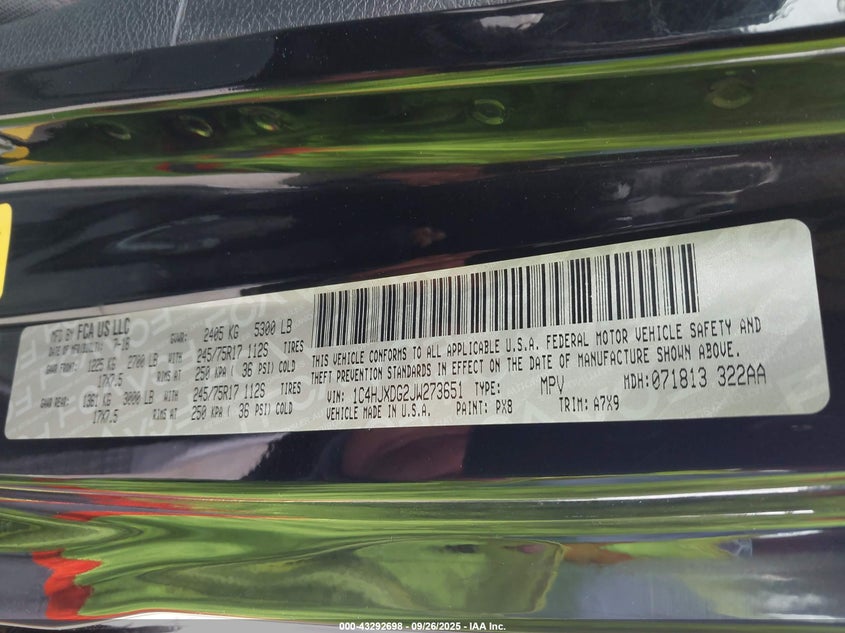 MFD BY FCA US LLC
DATE OF MFR 7-18 GVWR: 2405 KG 5300 LB
GAWR FRONT: 1225 KG 2700 LB WITH 245/75R17 112S TIRES
17X7.5 RIMS AT 250 KPA ( 36 PSI) COLD
GAWR REAR: 1361 KG 3000 LB WITH 245/75R17 112S TIRES
17X7.5 RIMS AT 250 KPA ( 36 PSI) COLD
THIS VEHICLE CONFORMS TO ALL APPLICABLE U.S.A. FEDERAL MOTOR VEHICLE SAFETY AND
THEFT PREVENTION STANDARDS IN EFFECT ON THE DATE OF MANUFACTURE SHOWN ABOVE.
VIN: 1C4HJXDG2JW273651 TYPE: MPV MDH: 071813 322AA
VEHICLE MADE IN U.S.A. PAINT: PX8 TRIM: A7X9
000-43292698 - 09/26/2025 - IAA Inc.